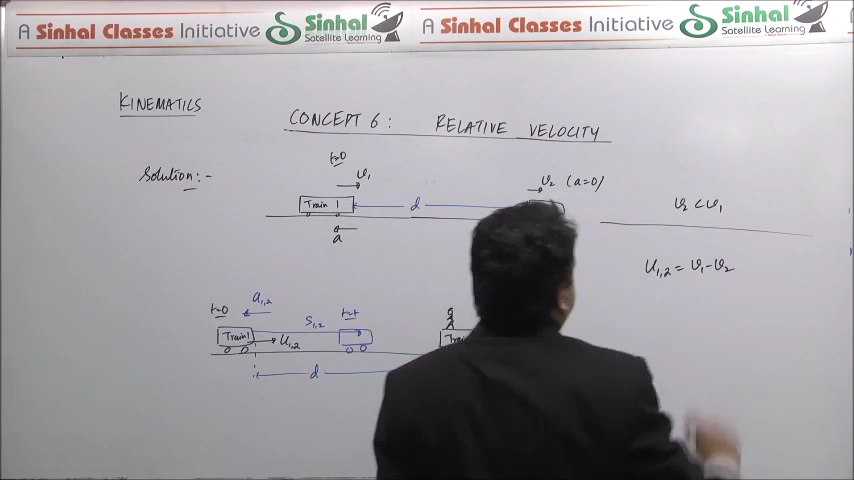 A Sinhal Classes Initiative Sinhal Satellite Learning A Sinhal Classes Initiative Sinhal Satellite Learning
KINEMATICS
CONCEPT 6: RELATIVE VELOCITY
Solution:-
t=0
v₁
v₂ (a=0)
Train 1
d
v₂ < v₁
a
u₁,₂ = v₁-v₂
a₁,₂
t=0
S₁,₂
t=t
Train 1
u₁,₂
d